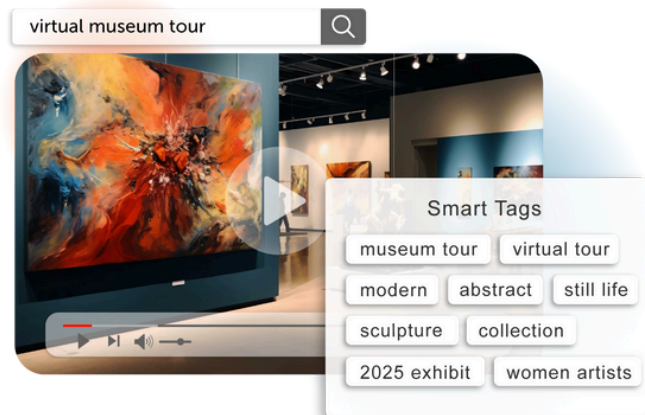 virtual museum tour
Smart Tags
museum tour virtual tour
modern abstract still life
sculpture collection
2025 exhibit women artists